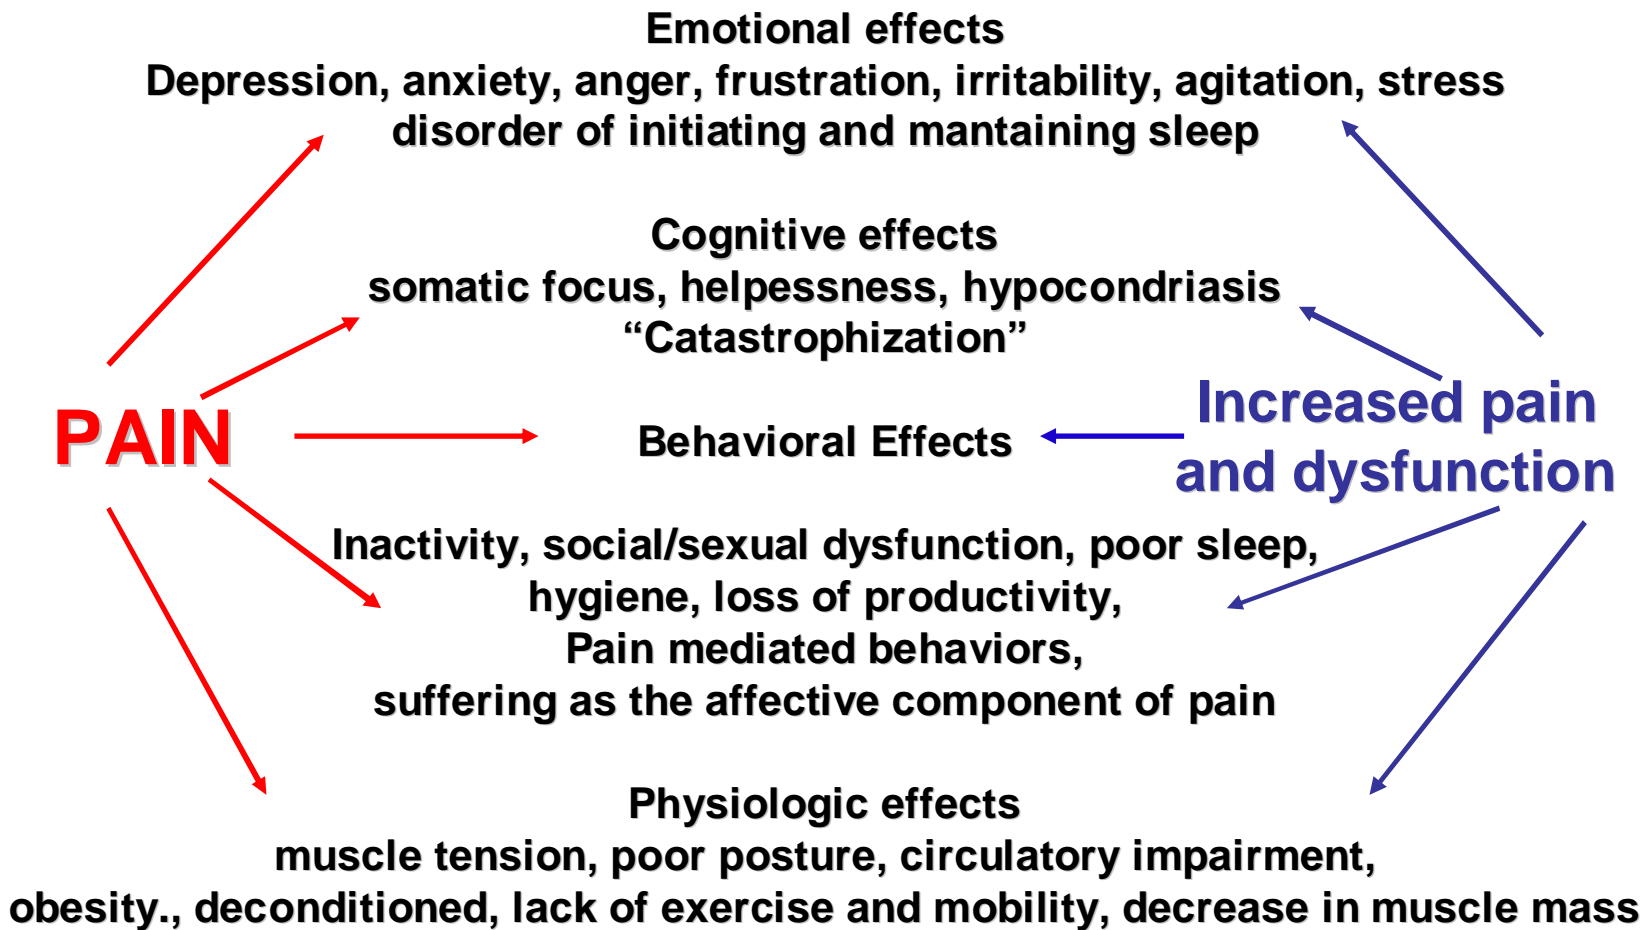 Emotional effects
Depression, anxiety, anger, frustration, irritability, agitation, stress
disorder of initiating and mantaining sleep
Cognitive effects
somatic focus, helpessness, hypocondriasis
“Catastrophization”
PAIN
Behavioral Effects
Increased pain
and dysfunction
Inactivity, social/sexual dysfunction, poor sleep,
hygiene, loss of productivity,
Pain mediated behaviors,
suffering as the affective component of pain
Physiologic effects
muscle tension, poor posture, circulatory impairment,
obesity., deconditioned, lack of exercise and mobility, decrease in muscle mass